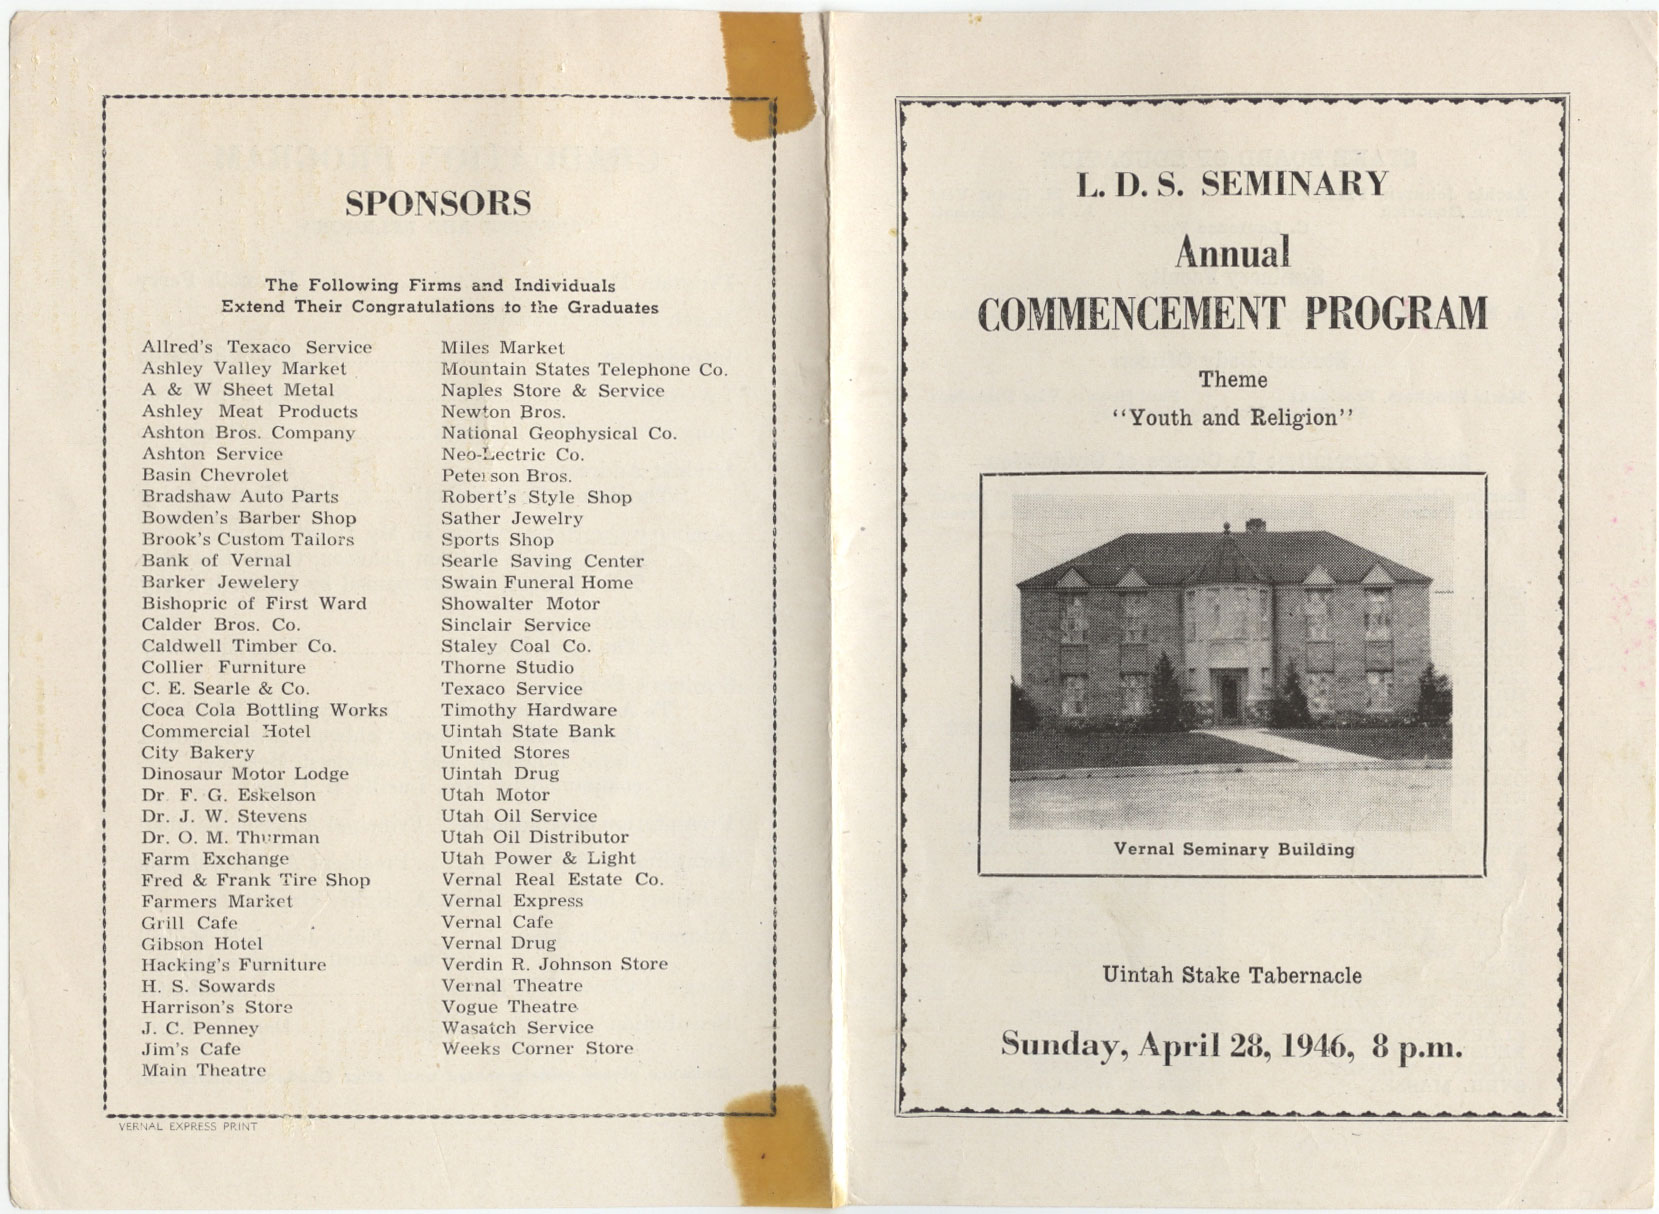 SPONSORS
The Following Firms and Individuals
Extend Their Congratulations to the Graduates
Allred's Texaco Service
Ashley Valley Market
A & W Sheet Metal
Ashley Meat Products
Ashton Bros. Company
Ashton Service
Basin Chevrolet
Bradshaw Auto Parts
Bowden's Barber Shop
Brook's Custom Tailors
Bank of Vernal
Barker Jewelery
Bishopric of First Ward
Calder Bros. Co.
Caldwell Timber Co.
Collier Furniture
C. E. Searle & Co.
Coca Cola Bottling Works
Commercial Hotel
City Bakery
Dinosaur Motor Lodge
Dr. F. G. Eskelson
Dr. J. W. Stevens
Dr. O. M. Thurman
Farm Exchange
Fred & Frank Tire Shop
Farmers Market
Grill Cafe
Gibson Hotel
Hacking's Furniture
H. S. Sowards
Harrison's Store
J. C. Penney
Jim's Cafe
Main Theatre
Miles Market
Mountain States Telephone Co.
Naples Store & Service
Newton Bros.
National Geophysical Co.
Neo-Lectric Co.
Peterson Bros.
Robert's Style Shop
Sather Jewelry
Sports Shop
Searle Saving Center
Swain Funeral Home
Showalter Motor
Sinclair Service
Staley Coal Co.
Thorne Studio
Texaco Service
Timothy Hardware
Uintah State Bank
United Stores
Uintah Drug
Utah Motor
Utah Oil Service
Utah Oil Distributor
Utah Power & Light
Vernal Real Estate Co.
Vernal Express
Vernal Cafe
Vernal Drug
Verdin R. Johnson Store
Vernal Theatre
Vogue Theatre
Wasatch Service
Weeks Corner Store
VERNAL EXPRESS PRINT
L. D. S. SEMINARY
Annual
COMMENCEMENT PROGRAM
Theme
"Youth and Religion"
Vernal Seminary Building
Uintah Stake Tabernacle
Sunday, April 28, 1946, 8 p.m.